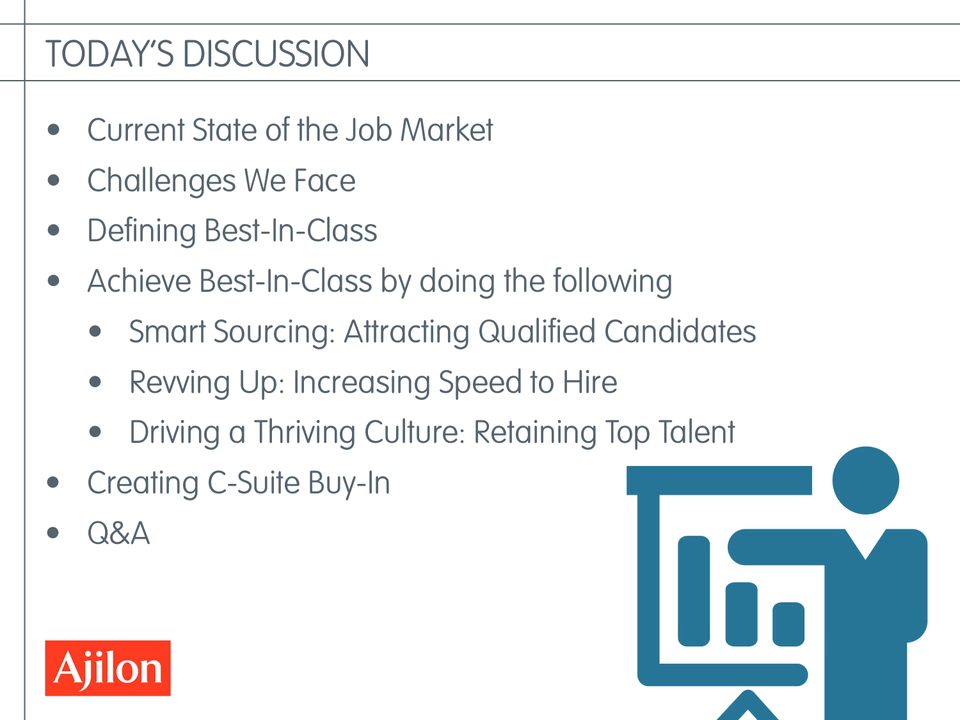 TODAY'S DISCUSSION
• Current State of the Job Market
• Challenges We Face
• Defining Best-In-Class
• Achieve Best-In-Class by doing the following
• Smart Sourcing: Attracting Qualified Candidates
• Revving Up: Increasing Speed to Hire
• Driving a Thriving Culture: Retaining Top Talent
• Creating C-Suite Buy-In
• Q&A
Ajilon